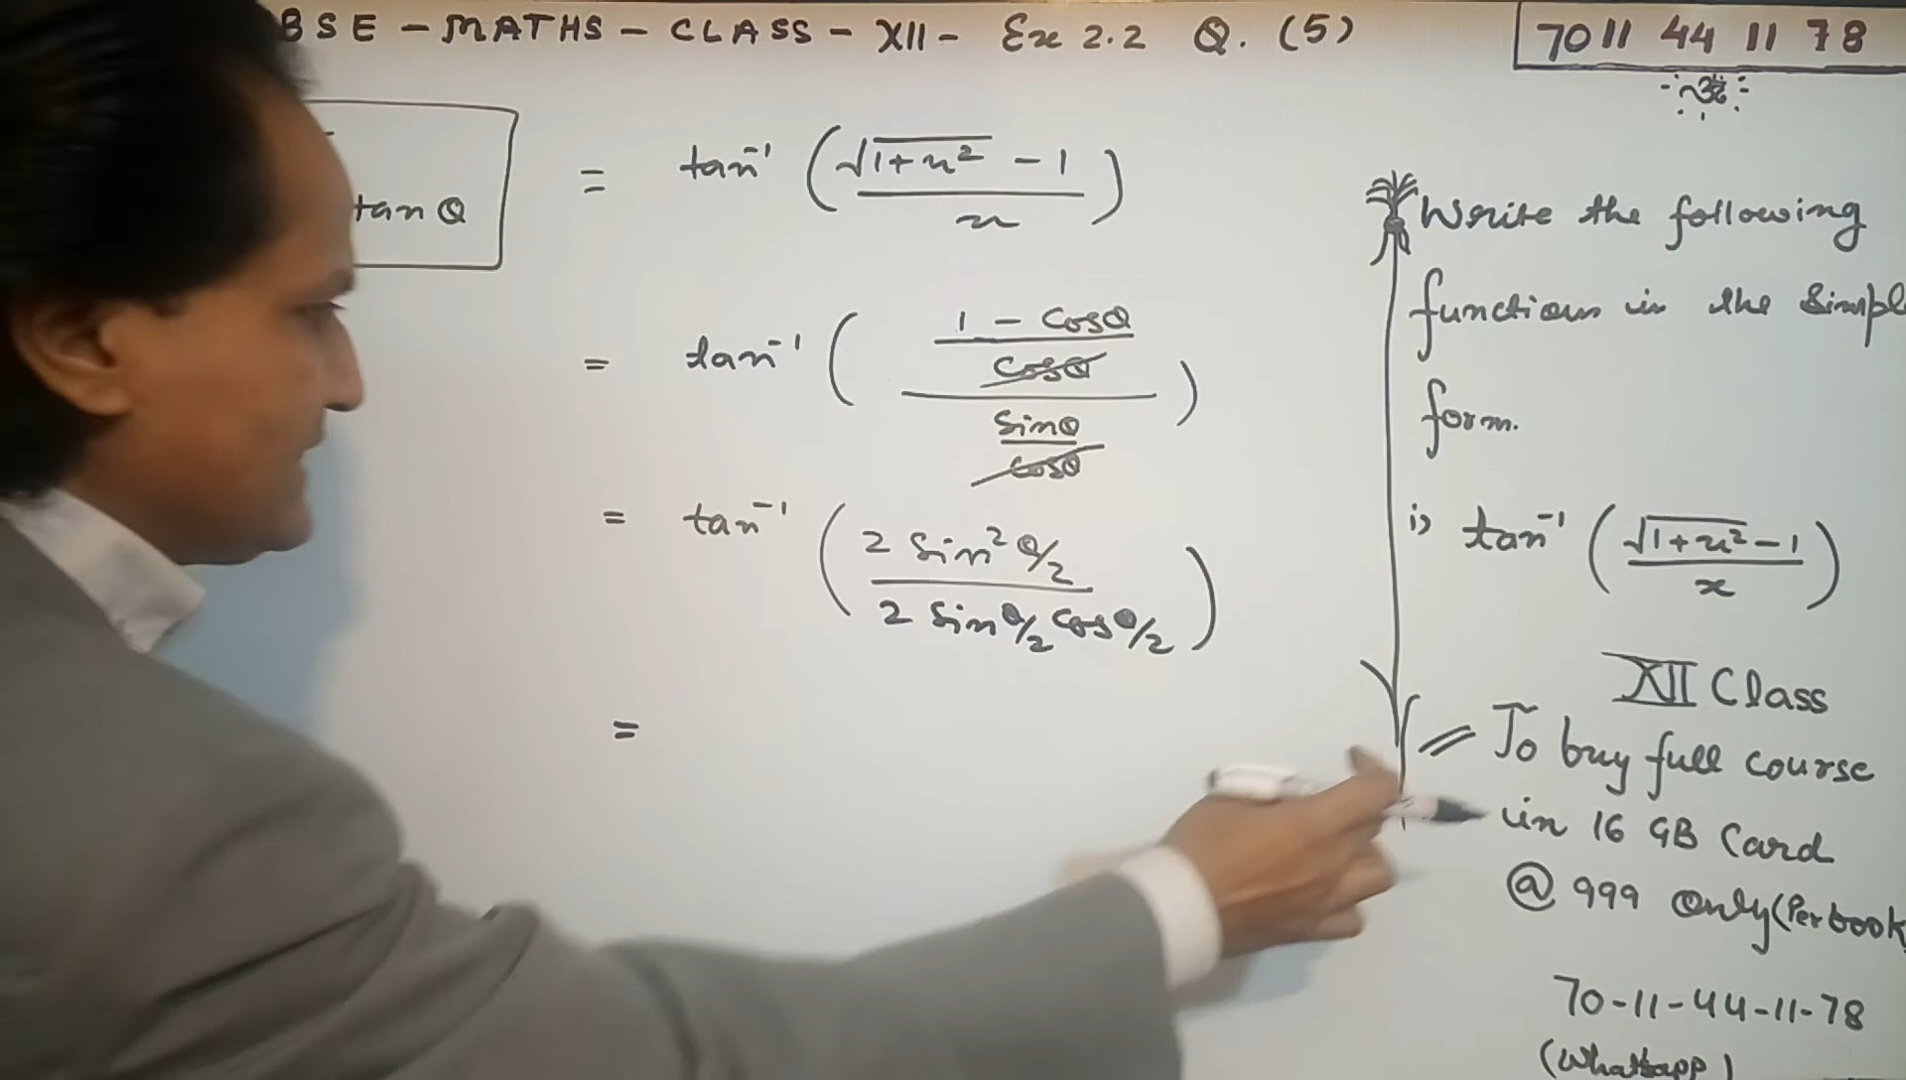 BSE - MATHS - CLASS - XII - Ex 2.2 Q. (5)
70 11 44 11 78
ॐ
tan θ
= tan⁻¹ ( (√(1+x²) - 1) / x )
= tan⁻¹ ( ((1 - Cosθ) / Cosθ) / (Sinθ / Cosθ) )
= tan⁻¹ ( (2 Sin² θ/2) / (2 Sin θ/2 Cos θ/2) )
=
Write the following
functions in the Simpl
form.
i) tan⁻¹ ( (√(1+x²) - 1) / x )
XII Class
To buy full course
in 16 GB Card
@ 999 Only (Per book
70-11-44-11-78
(Whatsapp)